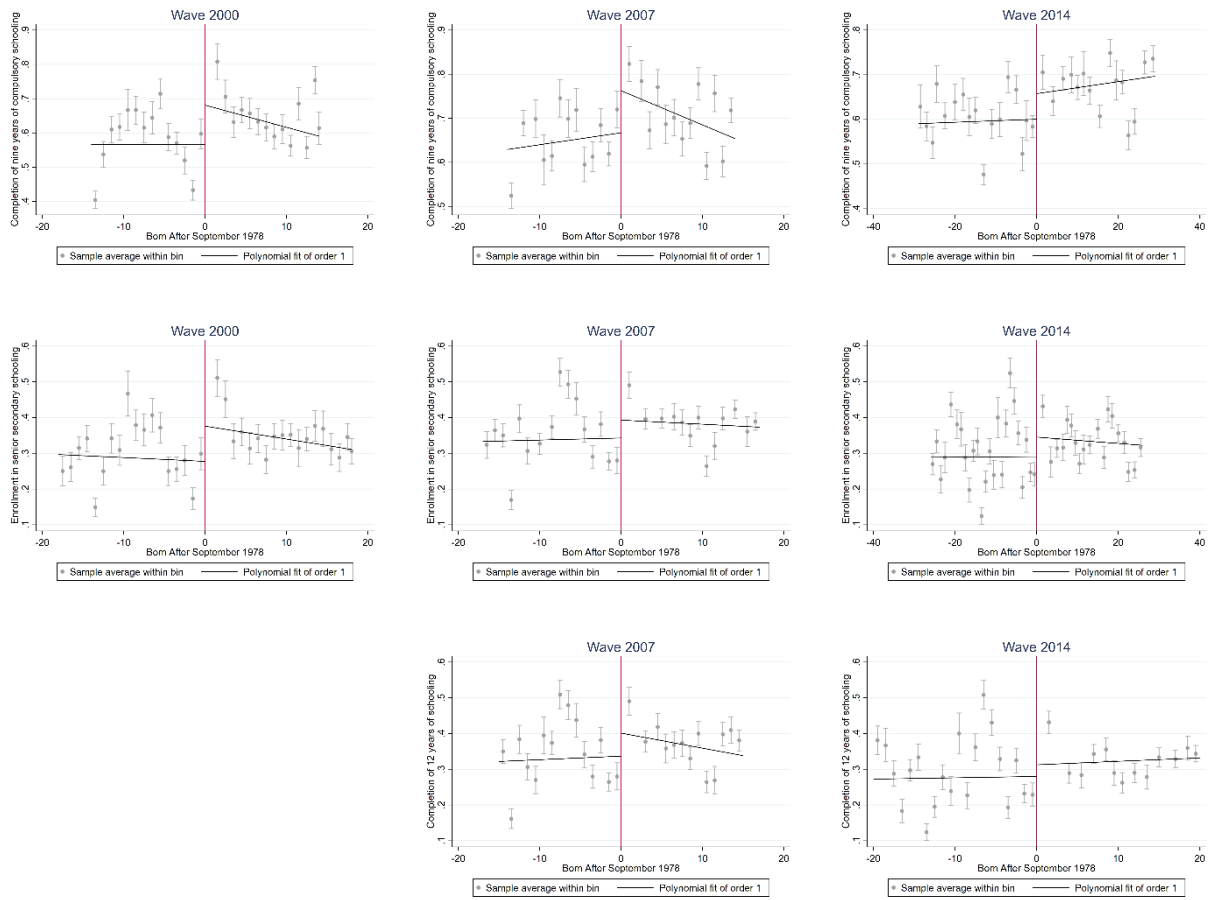 Wave 2000
Completion of nine years of compulsory schooling
.4 .5 .6 .7 .8 .9
-20 -10 0 10 20
Born After September 1978
Sample average within bin Polynomial fit of order 1
Wave 2007
Completion of nine years of compulsory schooling
.5 .6 .7 .8 .9
-20 -10 0 10 20
Born After September 1978
Sample average within bin Polynomial fit of order 1
Wave 2014
Completion of nine years of compulsory schooling
.4 .5 .6 .7 .8
-40 -20 0 20 40
Born After September 1978
Sample average within bin Polynomial fit of order 1
Wave 2000
Enrollment in senior secondary schooling
.1 .2 .3 .4 .5 .6
-20 -10 0 10 20
Born After September 1978
Sample average within bin Polynomial fit of order 1
Wave 2007
Enrollment in senior secondary schooling
.1 .2 .3 .4 .5 .6
-20 -10 0 10 20
Born After September 1978
Sample average within bin Polynomial fit of order 1
Wave 2014
Enrollment in senior secondary schooling
.1 .2 .3 .4 .5 .6
-40 -20 0 20 40
Born After September 1978
Sample average within bin Polynomial fit of order 1
Wave 2007
Completion of 12 years of schooling
.1 .2 .3 .4 .5 .6
-20 -10 0 10 20
Born After September 1978
Sample average within bin Polynomial fit of order 1
Wave 2014
Completion of 12 years of schooling
.1 .2 .3 .4 .5 .6
-20 -10 0 10 20
Born After September 1978
Sample average within bin Polynomial fit of order 1